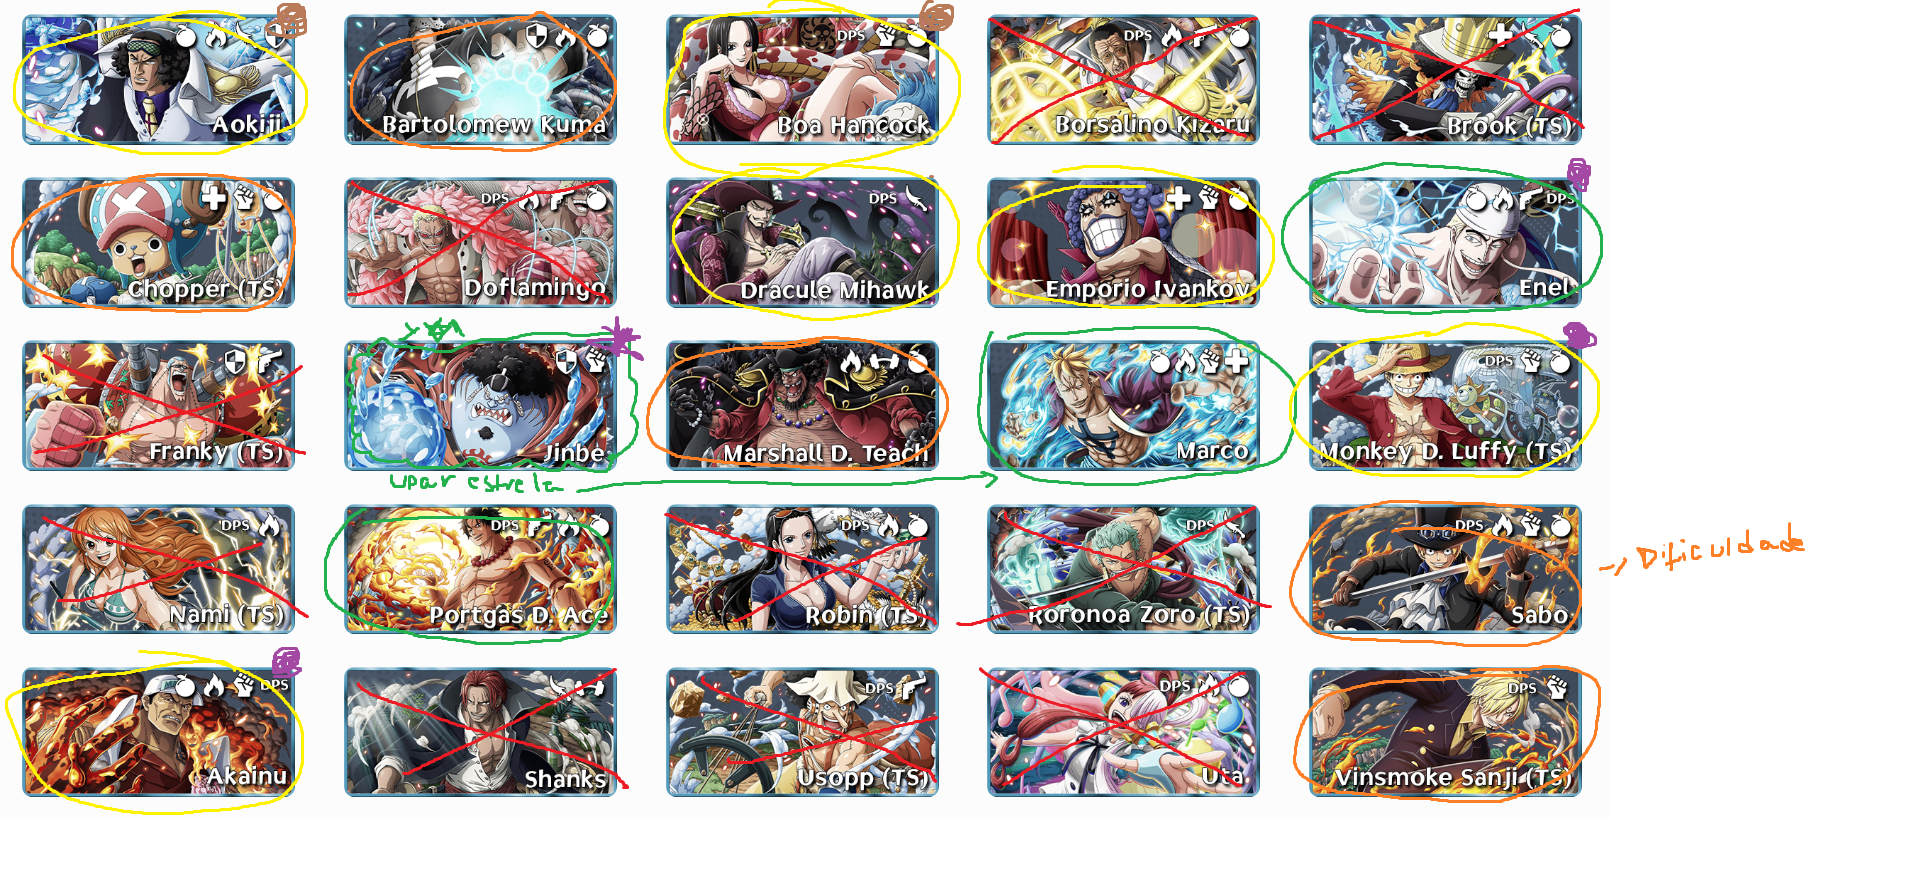 Aokiji
Bartolomew Kuma
DPS
Boa Hancock
DPS
Borsalino Kizaru
Brook (TS)
Chopper (TS)
DPS
Doflamingo
DPS
Dracule Mihawk
Emporio Ivankov
DPS
Enel
Franky (TS)
Jinbe
Marshall D. Teach
Marco
DPS
Monkey D. Luffy (TS)
upar estrela
DPS
Nami (TS)
DPS
Portgas D. Ace
DPS
Robin (TS)
DPS
Roronoa Zoro (TS)
DPS
Sabo
Dificuldade
DPS
Akainu
Shanks
DPS
Usopp (TS)
DPS
Uta
DPS
Vinsmoke Sanji (TS)